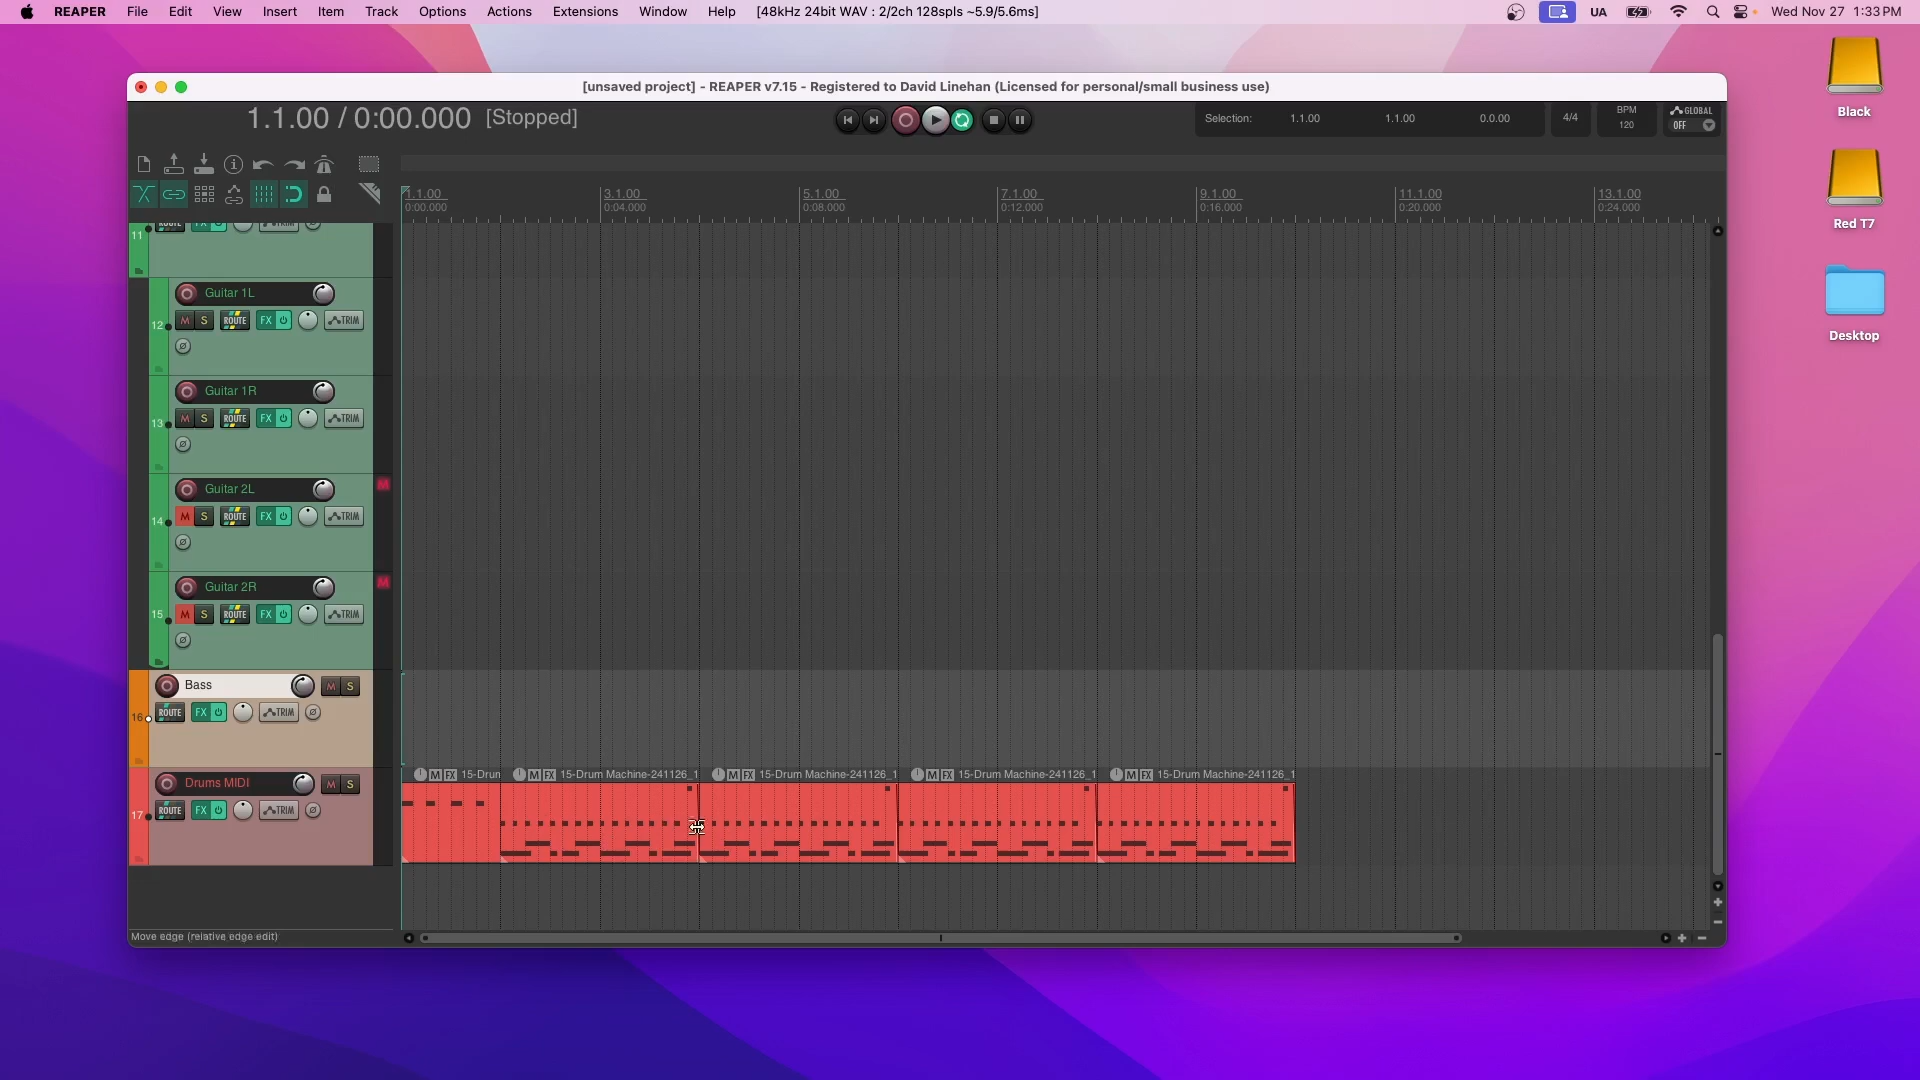 REAPER File Edit View Insert Item Track Options Actions Extensions Window Help [48kHz 24bit WAV : 2/2ch 128spls ~5.9/5.6ms] UA Wed Nov 27 1:33 PM
[unsaved project] - REAPER v7.15 - Registered to David Linehan (Licensed for personal/small business use)
1.1.00 / 0:00.000 [Stopped]
Selection: 1.1.00 1.1.00 0.0.00 4/4 BPM 120 GLOBAL OFF
1.1.00 3.1.00 5.1.00 7.1.00 9.1.00 11.1.00 13.1.00
0:00.000 0:04.000 0:08.000 0:12.000 0:16.000 0:20.000 0:24.000
11 ROUTE FX TRIM
Guitar 1L
12 M S ROUTE FX TRIM
Guitar 1R
13 M S ROUTE FX TRIM
Guitar 2L M
14 M S ROUTE FX TRIM
Guitar 2R M
15 M S ROUTE FX TRIM
Bass M S
16 ROUTE FX TRIM
M FX 15-Drun M FX 15-Drum Machine-241126_1 M FX 15-Drum Machine-241126_1 M FX 15-Drum Machine-241126_1 M FX 15-Drum Machine-241126_1
Drums MIDI M S
17 ROUTE FX TRIM
Move edge (relative edge edit)
Black
Red T7
Desktop